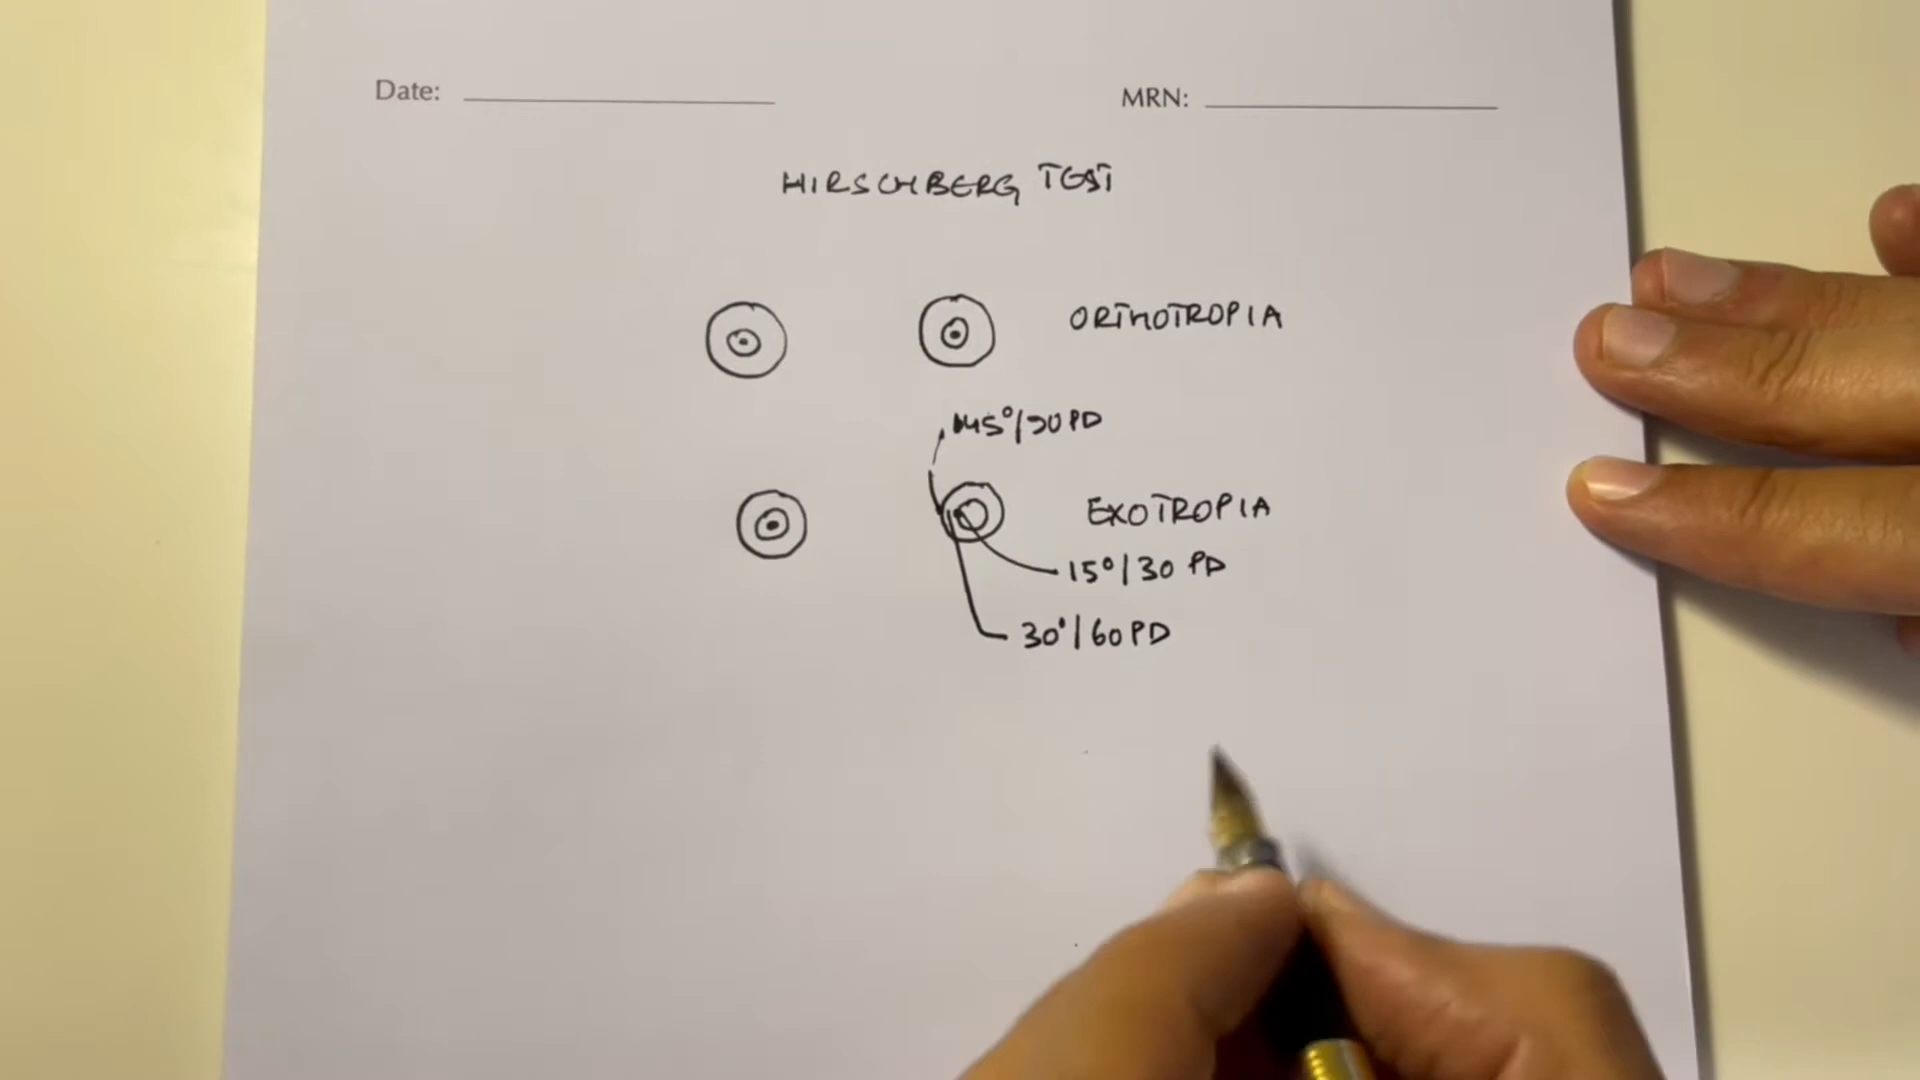 Date: MRN:
HIRSCHBERG TEST
ORTHOTROPIA
45°/90PD
EXOTROPIA
15°/30 PD
30°/60PD